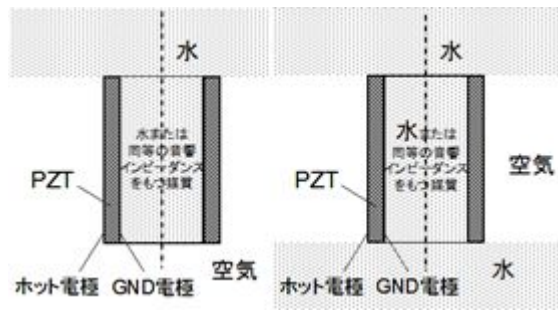 水
水または
同等の音響
インピーダンス
をもつ媒質
PZT
空気
ホット電極
GND電極
水
水または
同等の音響
インピーダンス
をもつ媒質
PZT
空気
水
ホット電極
GND電極